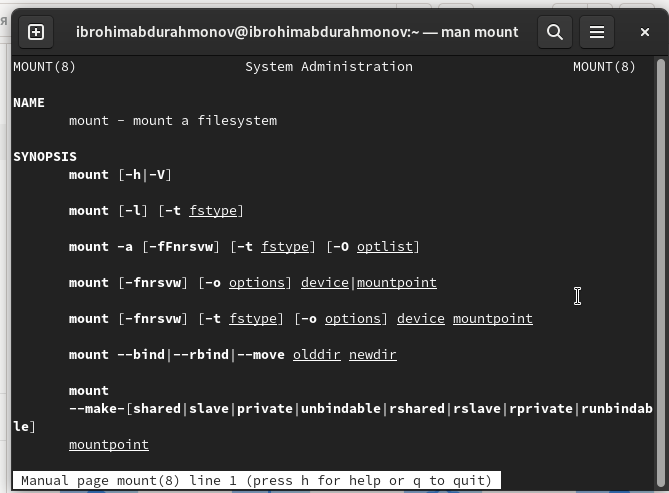 ibrohimabdurahmonov@ibrohimabdurahmonov:~ — man mount
MOUNT(8) System Administration MOUNT(8)
NAME
mount - mount a filesystem
SYNOPSIS
mount [-h|-V]
mount [-l] [-t fstype]
mount -a [-fFnrsvw] [-t fstype] [-O optlist]
mount [-fnrsvw] [-o options] device|mountpoint
mount [-fnrsvw] [-t fstype] [-o options] device mountpoint
mount --bind|--rbind|--move olddir newdir
mount
--make-[shared|slave|private|unbindable|rshared|rslave|rprivate|runbindab
le]
mountpoint
Manual page mount(8) line 1 (press h for help or q to quit)